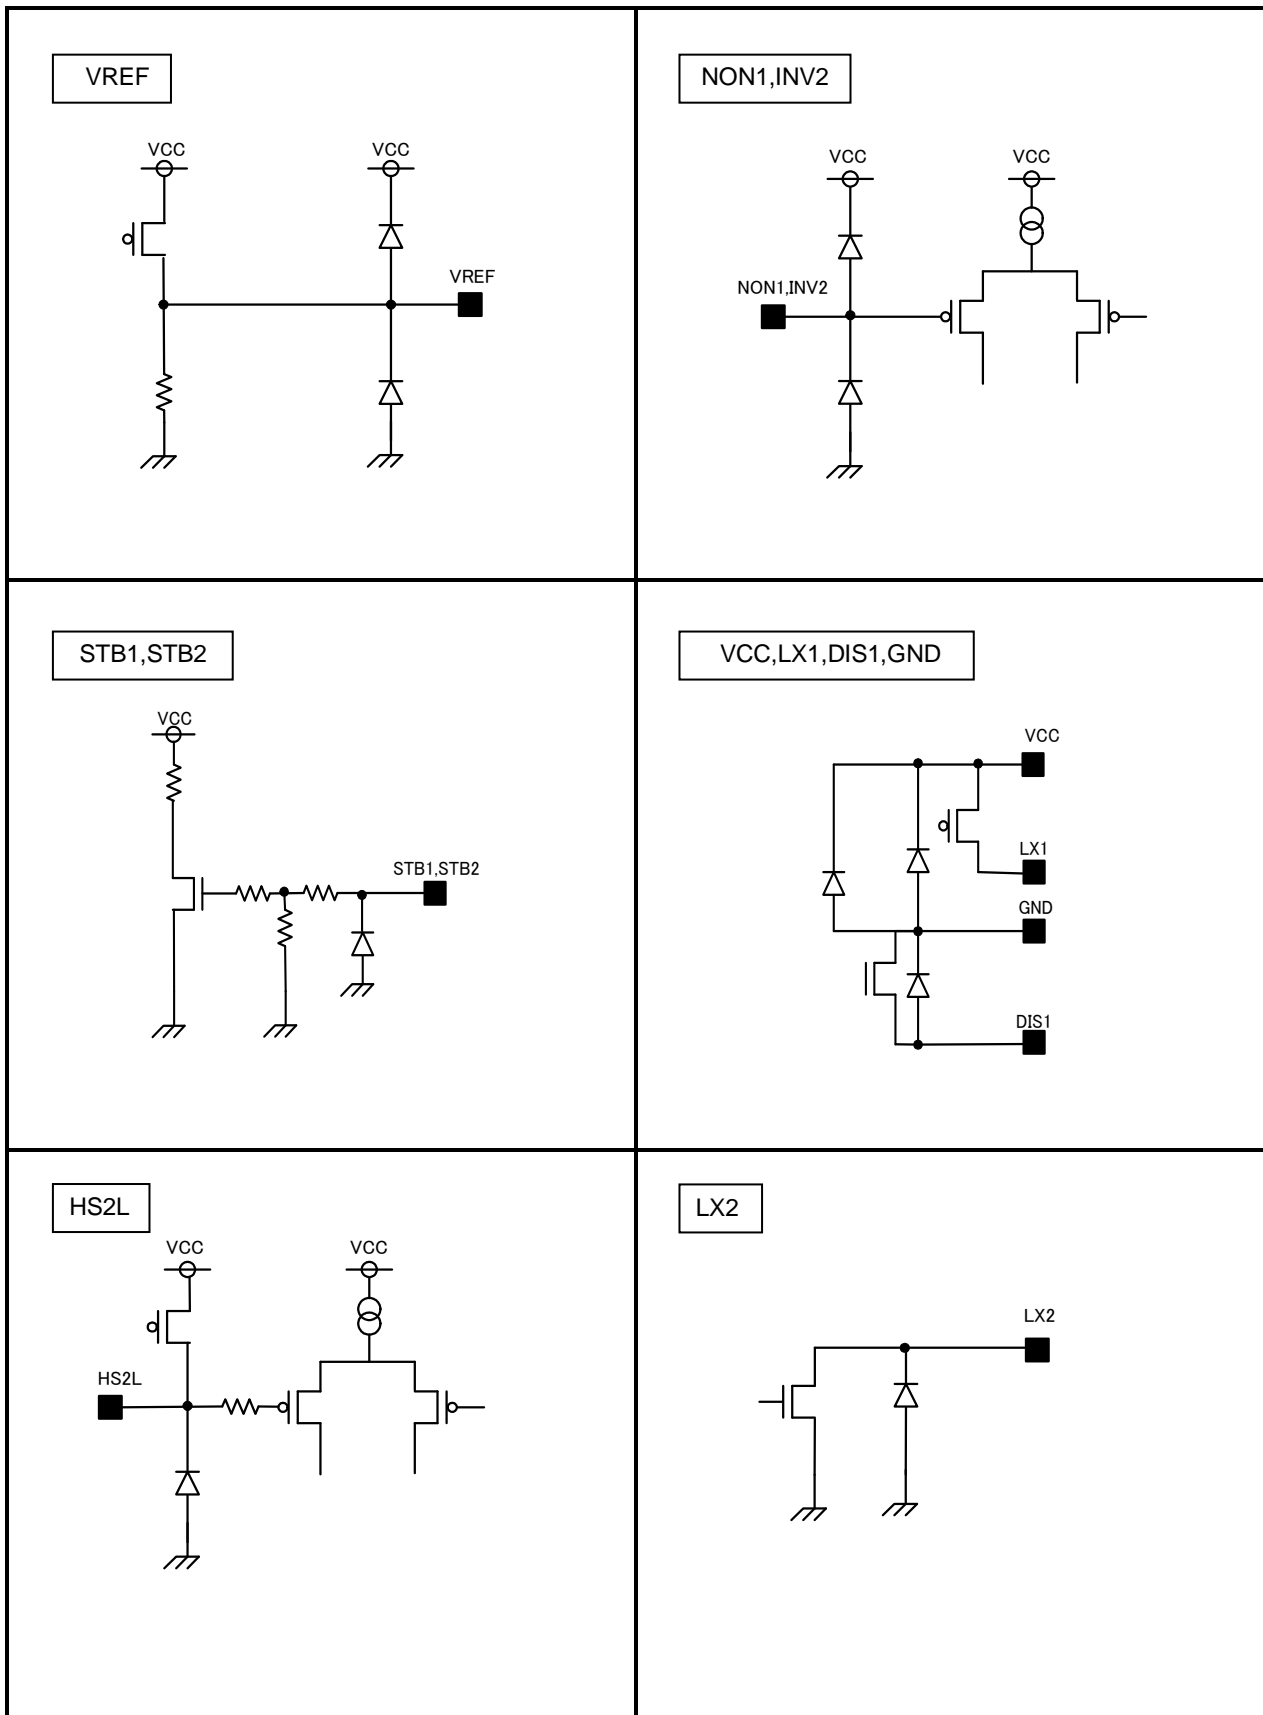 VREF
VCC
VCC
VREF
NON1,INV2
VCC
VCC
NON1,INV2
STB1,STB2
VCC
STB1,STB2
VCC,LX1,DIS1,GND
VCC
LX1
GND
DIS1
HS2L
VCC
VCC
HS2L
LX2
LX2